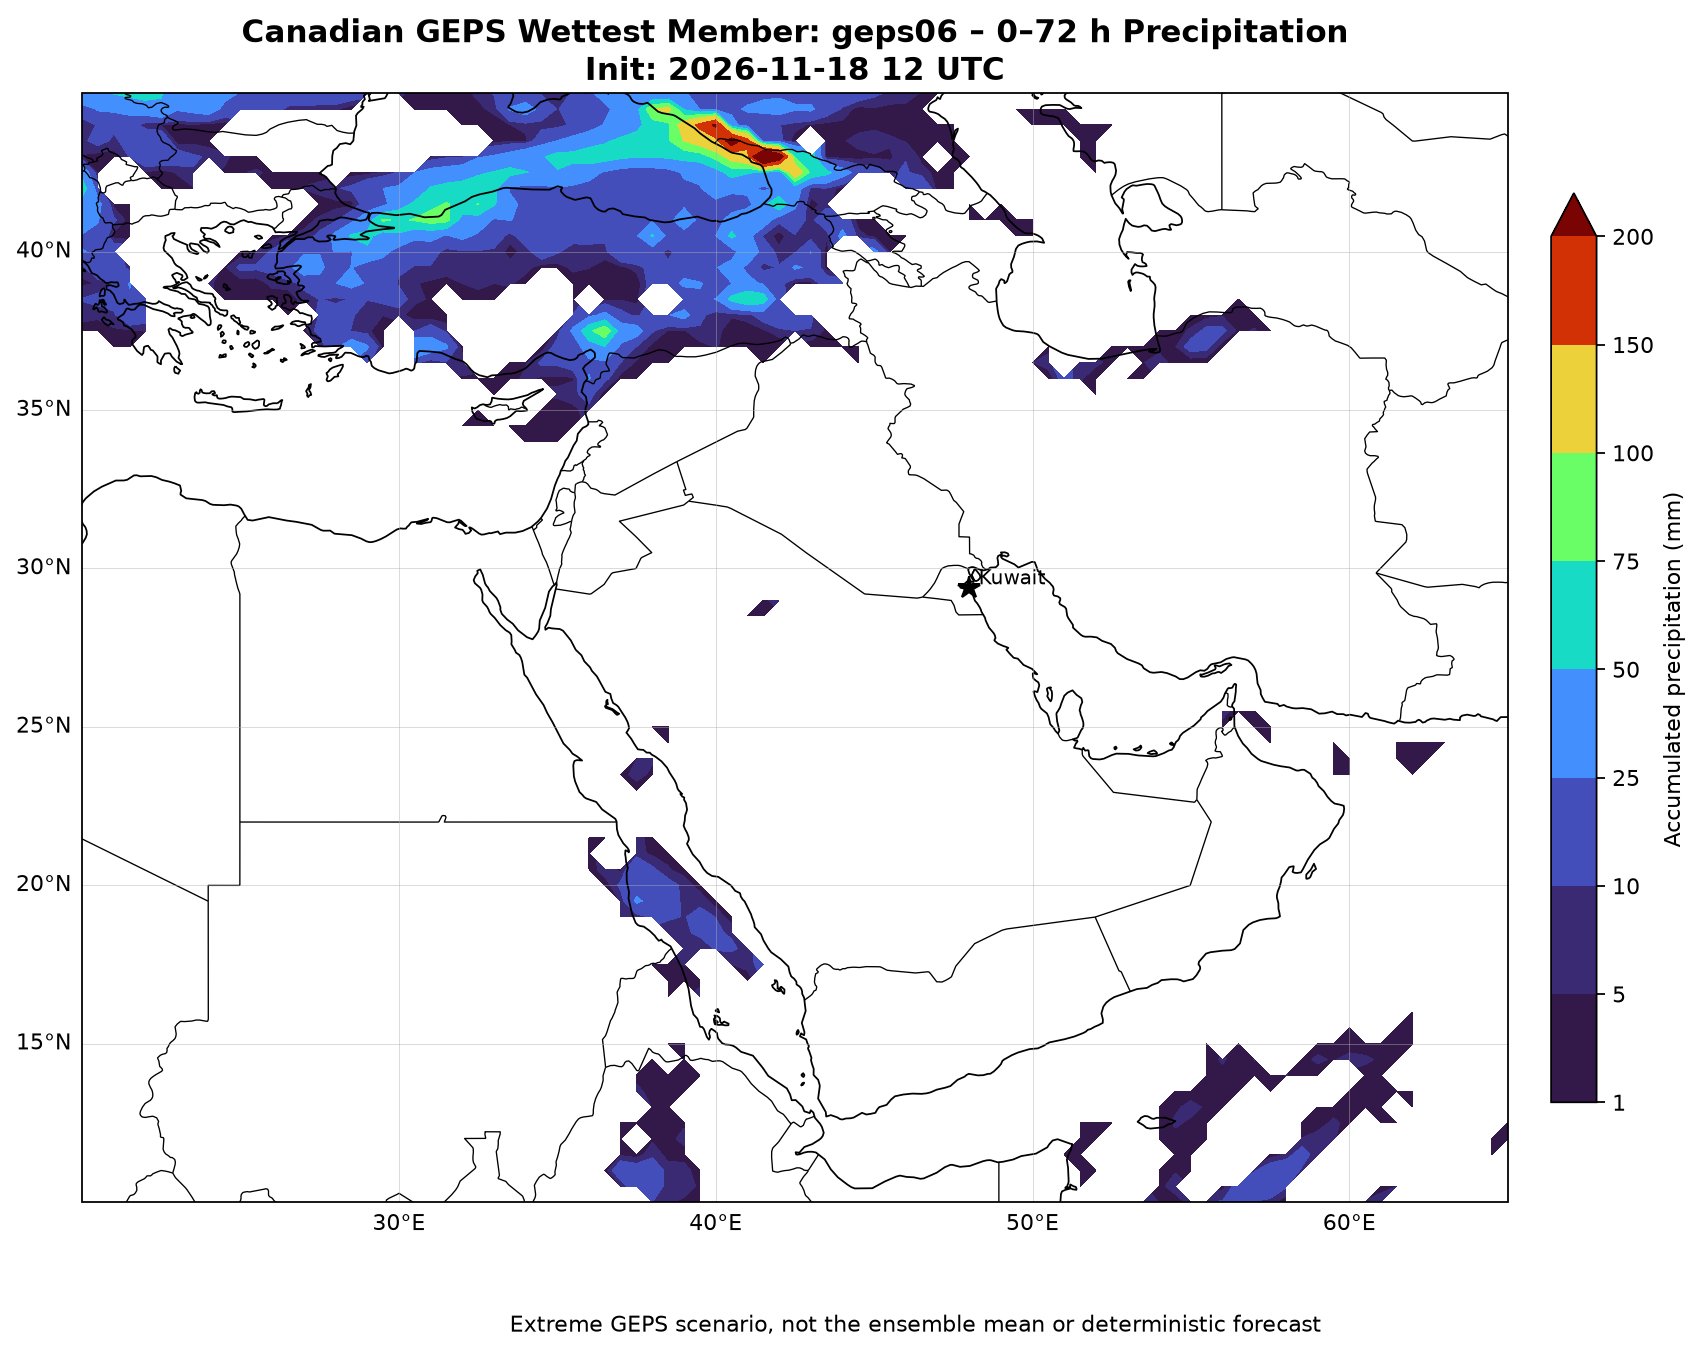 Canadian GEPS Wettest Member: geps06 – 0–72 h Precipitation
Init: 2026-11-18 12 UTC
40°N
35°N
30°N
25°N
20°N
15°N
30°E
40°E
50°E
60°E
Kuwait
200
150
100
75
50
25
10
5
1
Accumulated precipitation (mm)
Extreme GEPS scenario, not the ensemble mean or deterministic forecast